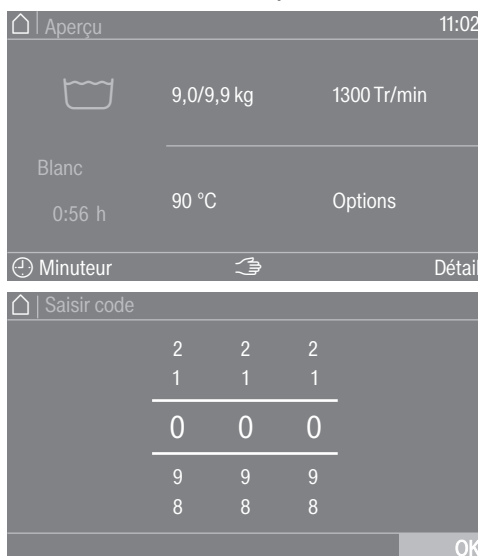 Aperçu 11:02
9,0/9,9 kg 1300 Tr/min
Blanc
0:56 h
90 °C Options
Minuteur Détail
Saisir code
2 2 2
1 1 1
0 0 0
9 9 9
8 8 8
OK